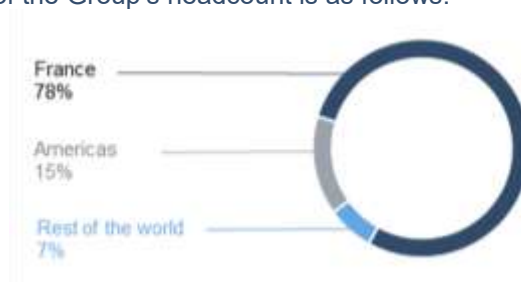 of the Group's headcount is as follows:
France
78%
Americas
15%
Rest of the world
7%